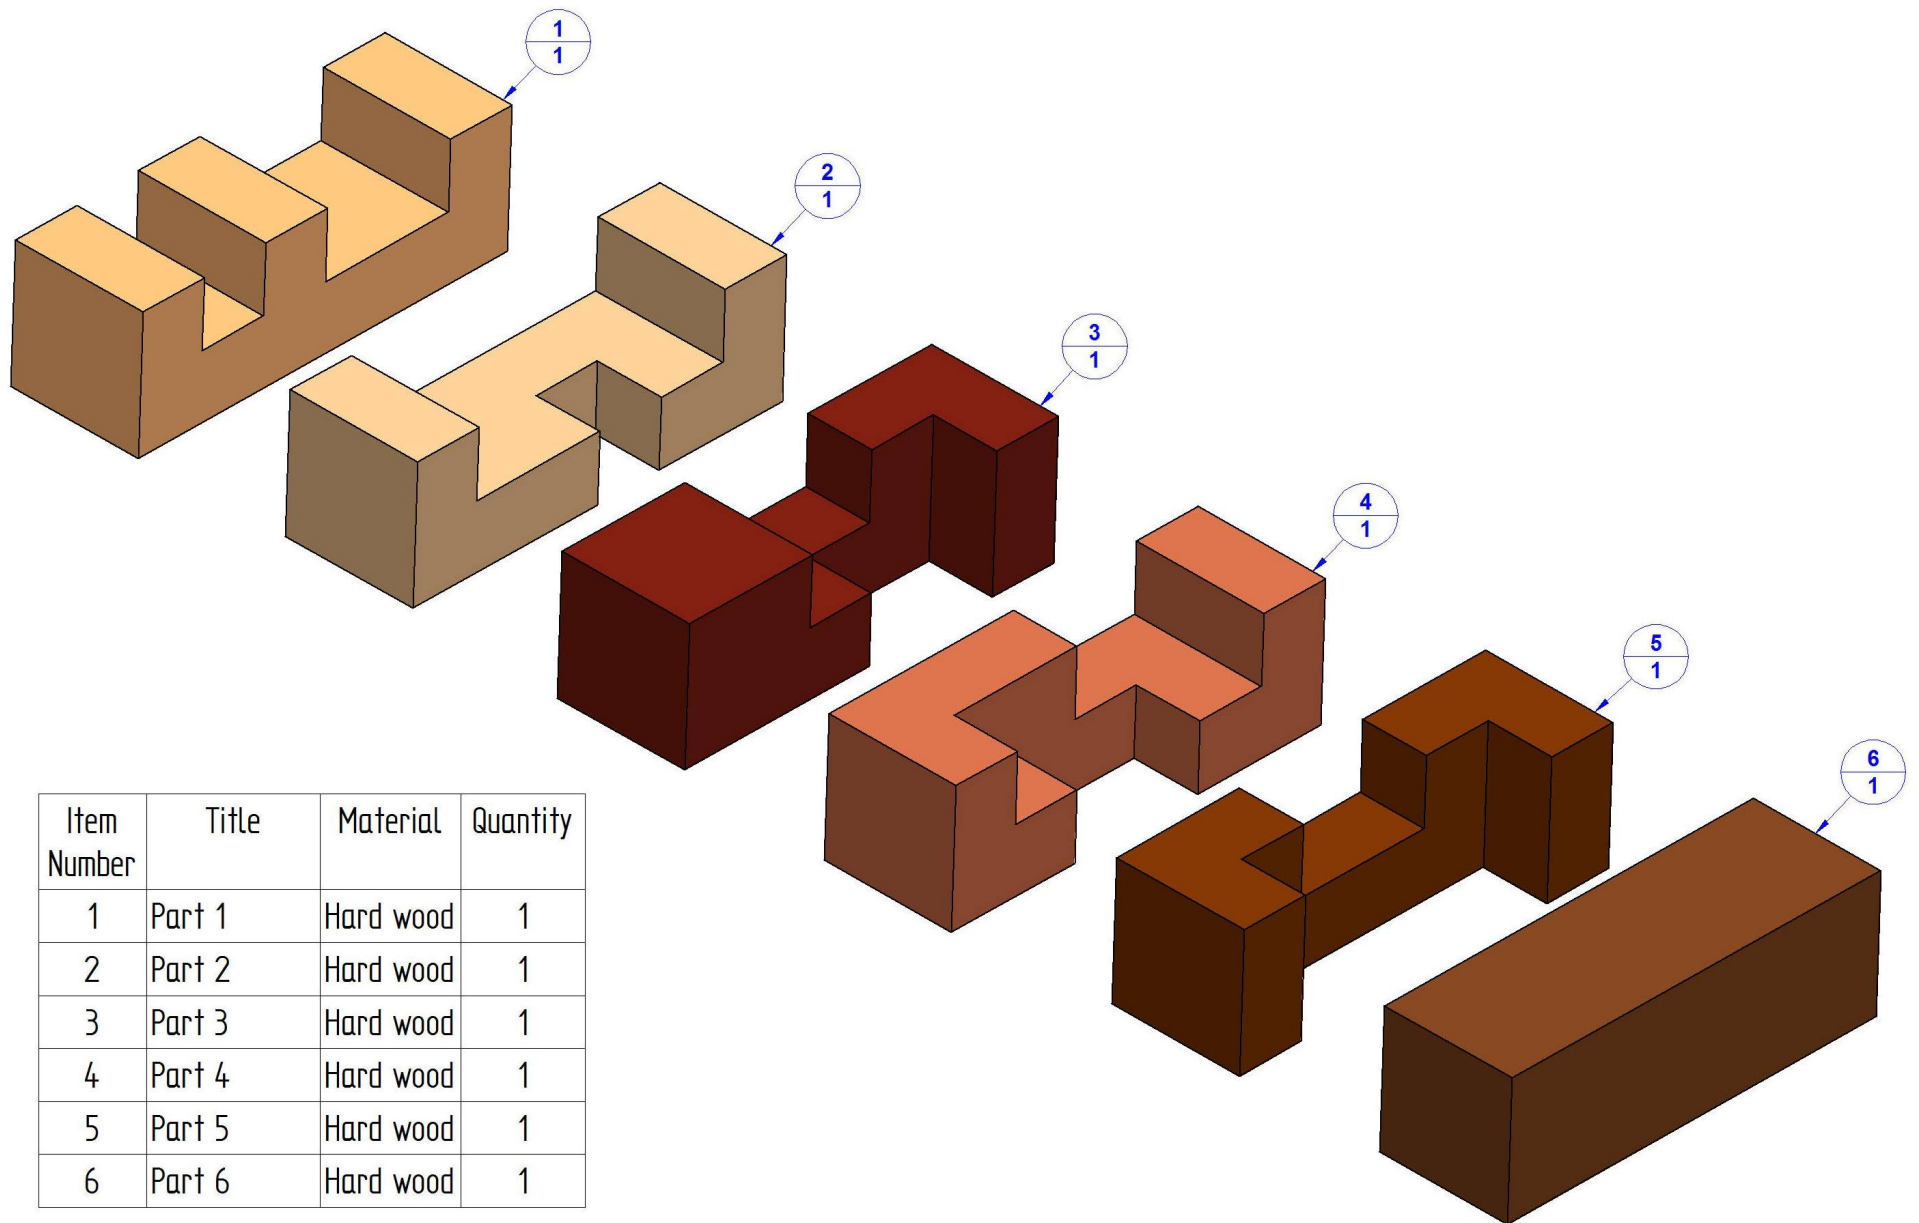 1
1
2
1
3
1
4
1
5
1
6
1
Item Number Title Material Quantity
1 Part 1 Hard wood 1
2 Part 2 Hard wood 1
3 Part 3 Hard wood 1
4 Part 4 Hard wood 1
5 Part 5 Hard wood 1
6 Part 6 Hard wood 1